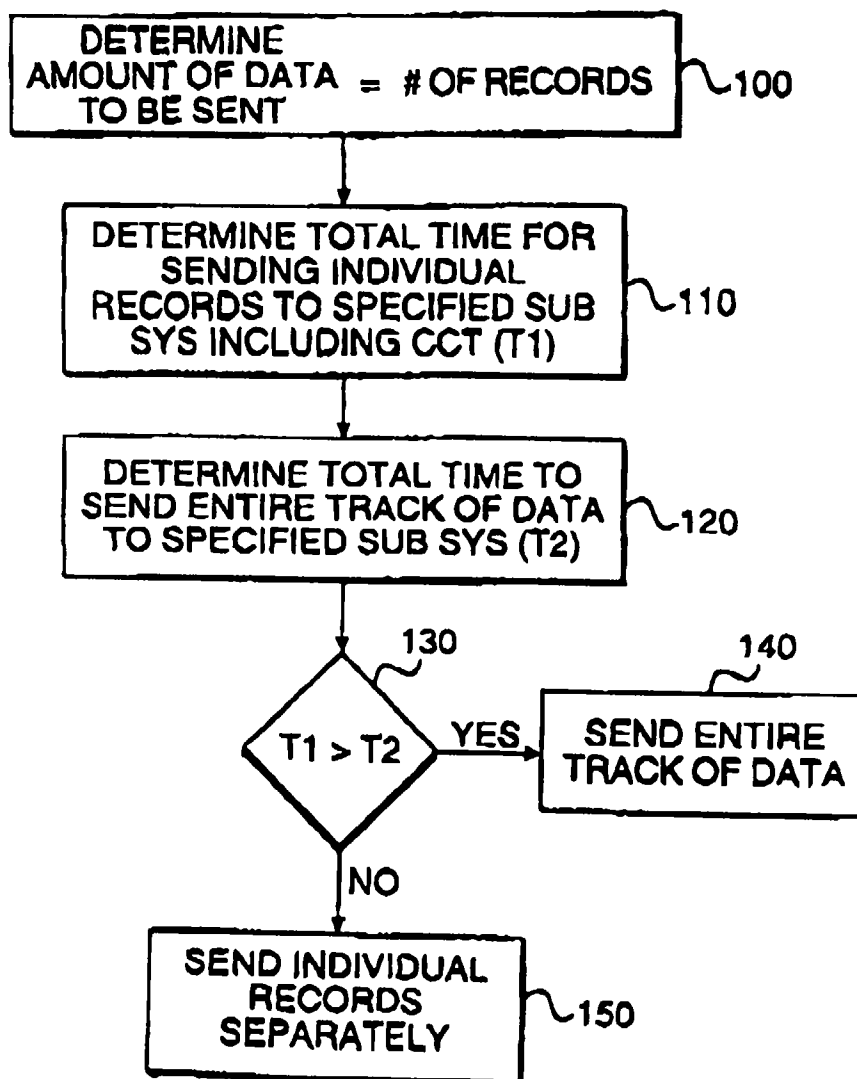 DETERMINE
AMOUNT OF DATA = # OF RECORDS
TO BE SENT
100
DETERMINE TOTAL TIME FOR
SENDING INDIVIDUAL
RECORDS TO SPECIFIED SUB
SYS INCLUDING CCT (T1)
110
DETERMINE TOTAL TIME TO
SEND ENTIRE TRACK OF DATA
TO SPECIFIED SUB SYS (T2)
120
130
T1 > T2
YES
140
SEND ENTIRE
TRACK OF DATA
NO
SEND INDIVIDUAL
RECORDS
SEPARATELY
150